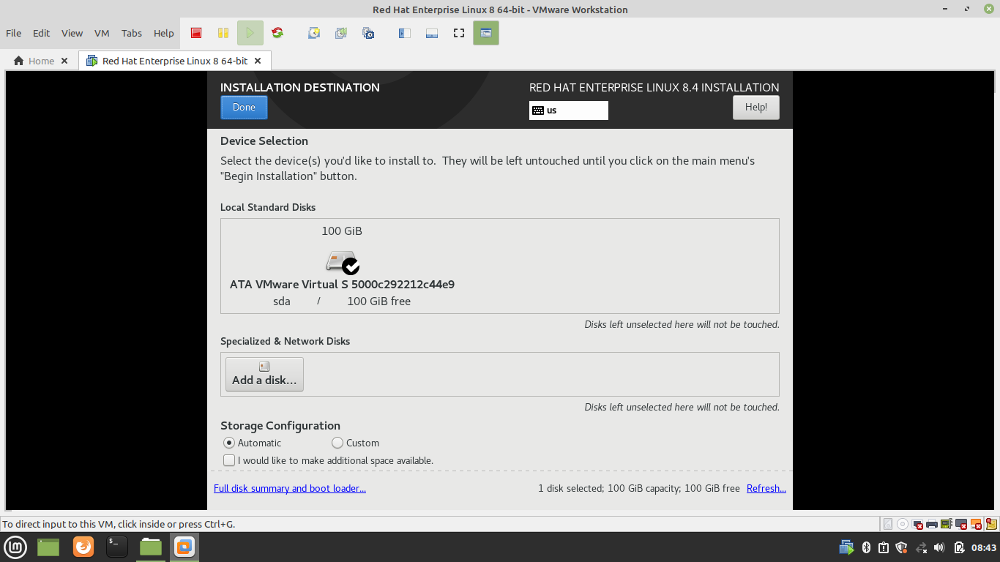 Red Hat Enterprise Linux 8 64-bit - VMware Workstation
File Edit View VM Tabs Help
Home
Red Hat Enterprise Linux 8 64-bit
INSTALLATION DESTINATION
RED HAT ENTERPRISE LINUX 8.4 INSTALLATION
Done
us
Help!
Device Selection
Select the device(s) you'd like to install to.  They will be left untouched until you click on the main menu's
"Begin Installation" button.
Local Standard Disks
100 GiB
ATA VMware Virtual S 5000c292212c44e9
sda / 100 GiB free
Disks left unselected here will not be touched.
Specialized & Network Disks
Add a disk...
Disks left unselected here will not be touched.
Storage Configuration
Automatic Custom
I would like to make additional space available.
Full disk summary and boot loader...
1 disk selected; 100 GiB capacity; 100 GiB free Refresh...
To direct input to this VM, click inside or press Ctrl+G.
08:43